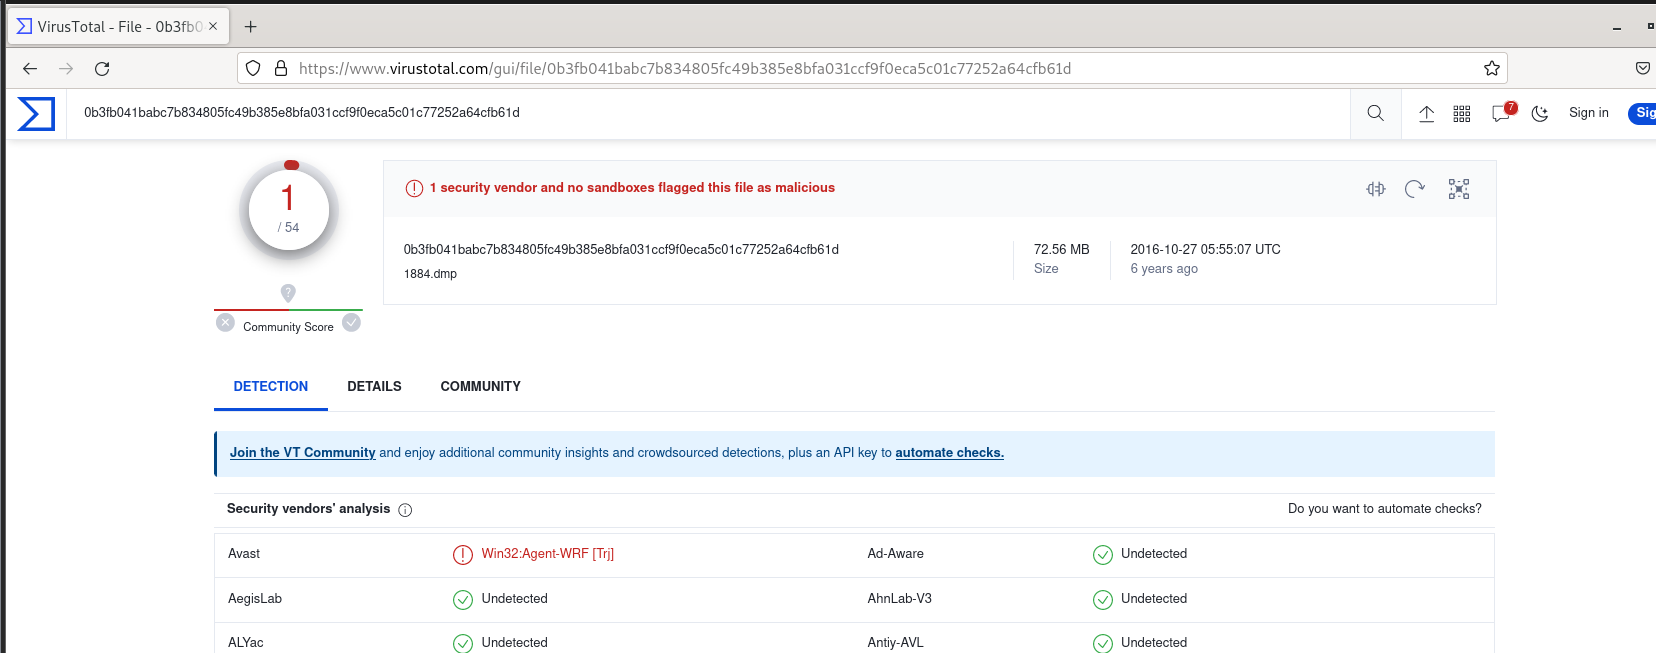 VirusTotal - File - 0b3fb0
https://www.virustotal.com/gui/file/0b3fb041babc7b834805fc49b385e8bfa031ccf9f0eca5c01c77252a64cfb61d
0b3fb041babc7b834805fc49b385e8bfa031ccf9f0eca5c01c77252a64cfb61d
7
Sign in
Sig
1
/ 54
1 security vendor and no sandboxes flagged this file as malicious
0b3fb041babc7b834805fc49b385e8bfa031ccf9f0eca5c01c77252a64cfb61d
1884.dmp
72.56 MB
Size
2016-10-27 05:55:07 UTC
6 years ago
?
Community Score
DETECTION
DETAILS
COMMUNITY
Join the VT Community and enjoy additional community insights and crowdsourced detections, plus an API key to automate checks.
Security vendors' analysis
Do you want to automate checks?
Avast
Win32:Agent-WRF [Trj]
Ad-Aware
Undetected
AegisLab
Undetected
AhnLab-V3
Undetected
ALYac
Undetected
Antiy-AVL
Undetected